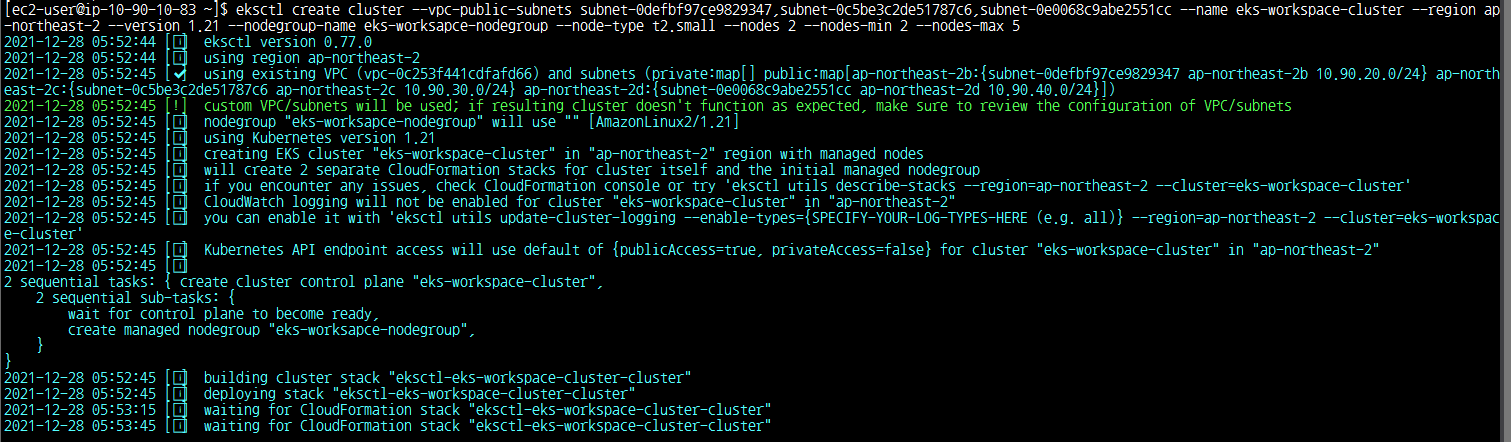 [ec2-user@ip-10-90-10-83 ~]$ eksctl create cluster --vpc-public-subnets subnet-0defbf97ce9829347,subnet-0c5be3c2de51787c6,subnet-0e0068c9abe2551cc --name eks-workspace-cluster --region ap
-northeast-2 --version 1.21 --nodegroup-name eks-worksapce-nodegroup --node-type t2.small --nodes 2 --nodes-min 2 --nodes-max 5
2021-12-28 05:52:44 [ℹ]  eksctl version 0.77.0
2021-12-28 05:52:44 [ℹ]  using region ap-northeast-2
2021-12-28 05:52:45 [✔]  using existing VPC (vpc-0c253f441cdfafd66) and subnets (private:map[] public:map[ap-northeast-2b:{subnet-0defbf97ce9829347 ap-northeast-2b 10.90.20.0/24} ap-north
east-2c:{subnet-0c5be3c2de51787c6 ap-northeast-2c 10.90.30.0/24} ap-northeast-2d:{subnet-0e0068c9abe2551cc ap-northeast-2d 10.90.40.0/24}])
2021-12-28 05:52:45 [!]  custom VPC/subnets will be used; if resulting cluster doesn't function as expected, make sure to review the configuration of VPC/subnets
2021-12-28 05:52:45 [ℹ]  nodegroup "eks-worksapce-nodegroup" will use "" [AmazonLinux2/1.21]
2021-12-28 05:52:45 [ℹ]  using Kubernetes version 1.21
2021-12-28 05:52:45 [ℹ]  creating EKS cluster "eks-workspace-cluster" in "ap-northeast-2" region with managed nodes
2021-12-28 05:52:45 [ℹ]  will create 2 separate CloudFormation stacks for cluster itself and the initial managed nodegroup
2021-12-28 05:52:45 [ℹ]  if you encounter any issues, check CloudFormation console or try 'eksctl utils describe-stacks --region=ap-northeast-2 --cluster=eks-workspace-cluster'
2021-12-28 05:52:45 [ℹ]  CloudWatch logging will not be enabled for cluster "eks-workspace-cluster" in "ap-northeast-2"
2021-12-28 05:52:45 [ℹ]  you can enable it with 'eksctl utils update-cluster-logging --enable-types={SPECIFY-YOUR-LOG-TYPES-HERE (e.g. all)} --region=ap-northeast-2 --cluster=eks-workspac
e-cluster'
2021-12-28 05:52:45 [ℹ]  Kubernetes API endpoint access will use default of {publicAccess=true, privateAccess=false} for cluster "eks-workspace-cluster" in "ap-northeast-2"
2021-12-28 05:52:45 [ℹ]
2 sequential tasks: { create cluster control plane "eks-workspace-cluster",
    2 sequential sub-tasks: {
        wait for control plane to become ready,
        create managed nodegroup "eks-worksapce-nodegroup",
    }
}
2021-12-28 05:52:45 [ℹ]  building cluster stack "eksctl-eks-workspace-cluster-cluster"
2021-12-28 05:52:45 [ℹ]  deploying stack "eksctl-eks-workspace-cluster-cluster"
2021-12-28 05:53:15 [ℹ]  waiting for CloudFormation stack "eksctl-eks-workspace-cluster-cluster"
2021-12-28 05:53:45 [ℹ]  waiting for CloudFormation stack "eksctl-eks-workspace-cluster-cluster"